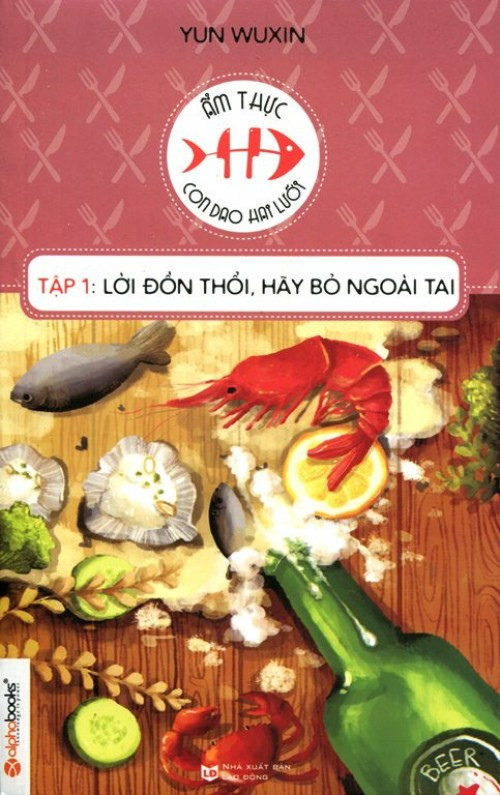 YUN WUXIN
ẨM THỰC
CON DAO HAI LƯỠI
TẬP 1: LỜI ĐỒN THỔI, HÃY BỎ NGOÀI TAI
alphabooks®
NHÀ XUẤT BẢN
LAO ĐỘNG
BEER